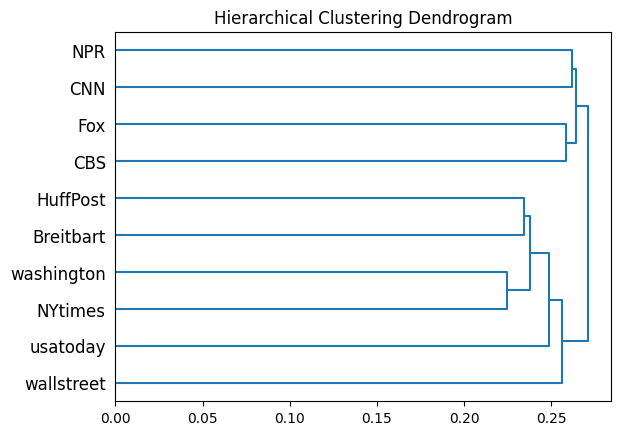 Hierarchical Clustering Dendrogram
NPR
CNN
Fox
CBS
HuffPost
Breitbart
washington
NYtimes
usatoday
wallstreet
0.00 0.05 0.10 0.15 0.20 0.25